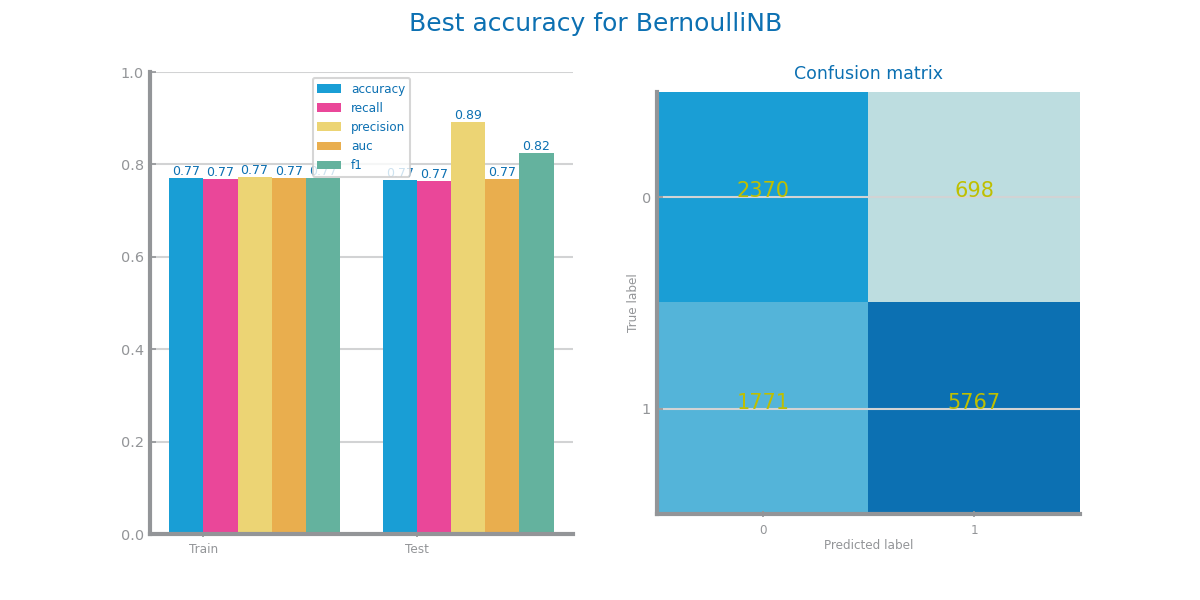 Best accuracy for BernoulliNB
1.0
0.8
0.6
0.4
0.2
0.0
accuracy
recall
precision
auc
f1
0.77 0.77 0.77 0.77 0.77
0.77 0.77 0.89 0.77 0.82
Train Test
Confusion matrix
True label
0
1
2370 698
1771 5767
0 1
Predicted label